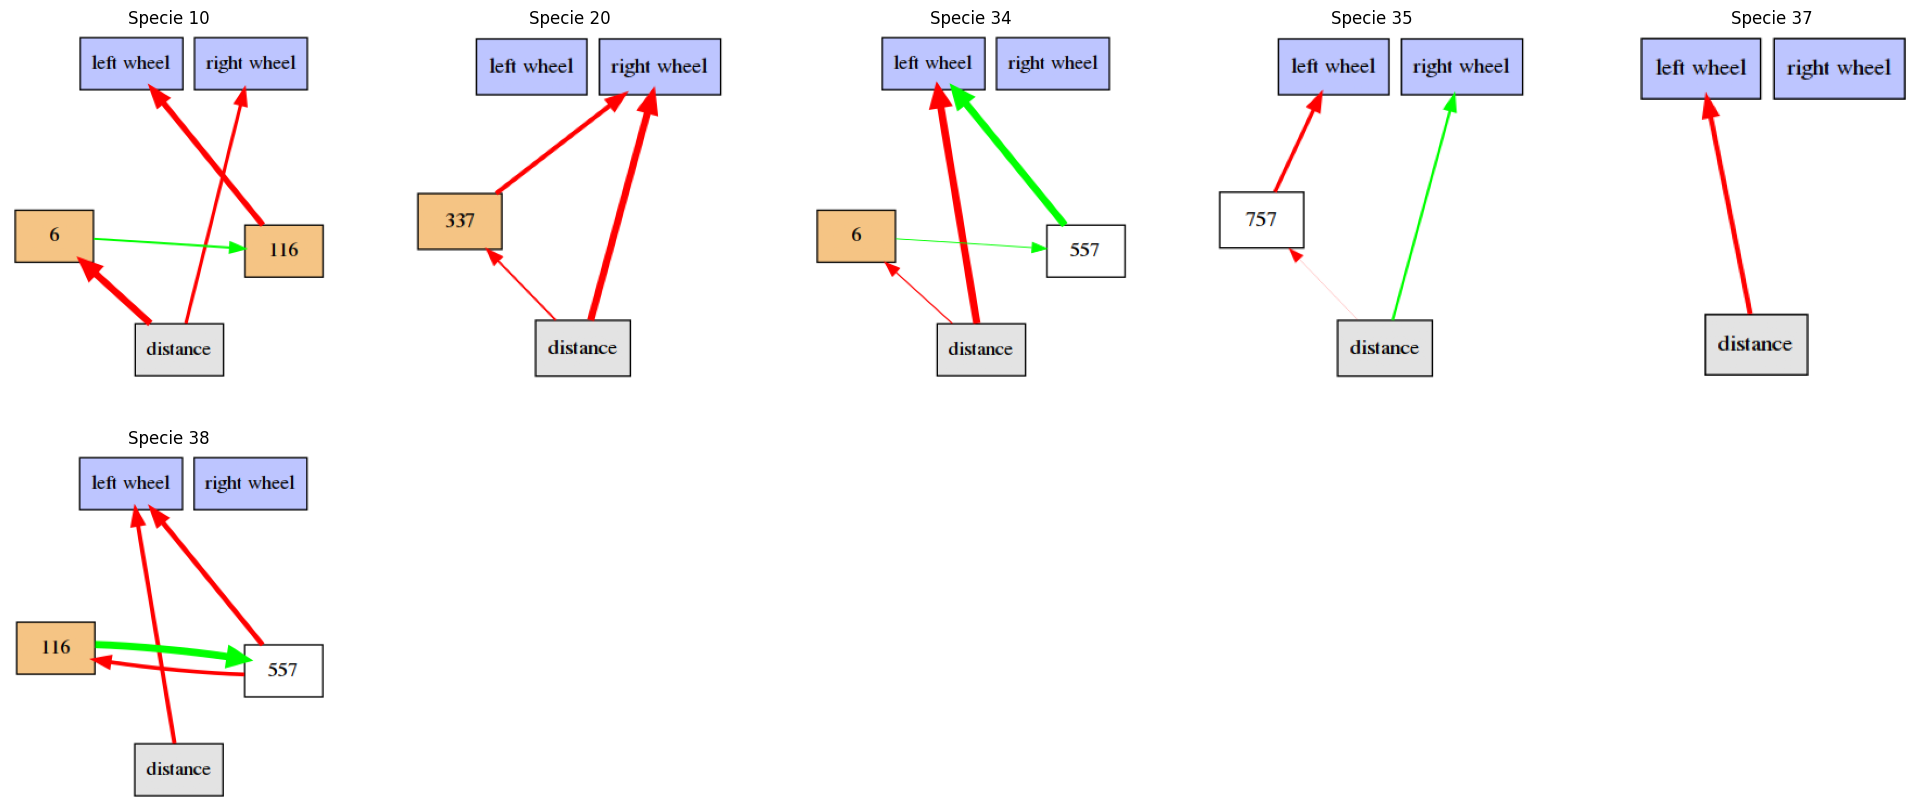 Specie 10
left wheel
right wheel
6
116
distance
Specie 20
left wheel
right wheel
337
distance
Specie 34
left wheel
right wheel
6
557
distance
Specie 35
left wheel
right wheel
757
distance
Specie 37
left wheel
right wheel
distance
Specie 38
left wheel
right wheel
116
557
distance